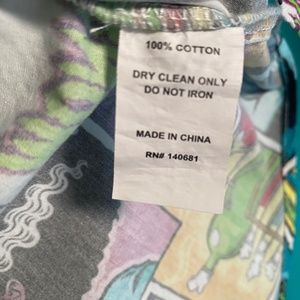 100% COTTON
DRY CLEAN ONLY
DO NOT IRON
MADE IN CHINA
RN# 140681